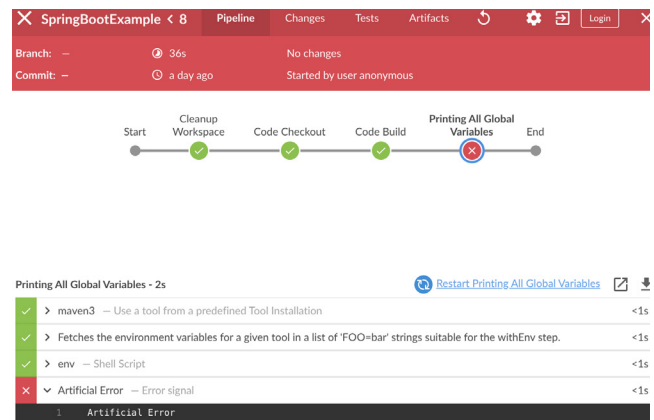 SpringBootExample < 8 Pipeline Changes Tests Artifacts Login
Branch: — 36s No changes
Commit: — a day ago Started by user anonymous
Start Cleanup Workspace Code Checkout Code Build Printing All Global Variables End
Printing All Global Variables - 2s Restart Printing All Global Variables
maven3 — Use a tool from a predefined Tool Installation <1s
Fetches the environment variables for a given tool in a list of 'FOO=bar' strings suitable for the withEnv step. <1s
env — Shell Script <1s
Artificial Error — Error signal <1s
1 Artificial Error